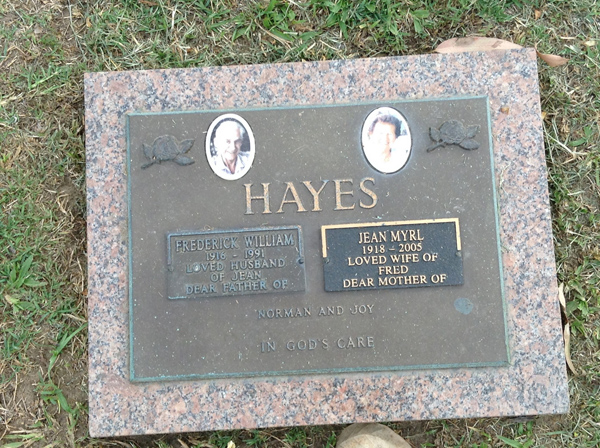 HAYES
FREDERICK WILLIAM
1916 - 1991
LOVED HUSBAND
OF JEAN
DEAR FATHER OF
JEAN MYRL
1918 - 2005
LOVED WIFE OF
FRED
DEAR MOTHER OF
NORMAN AND JOY
IN GOD'S CARE